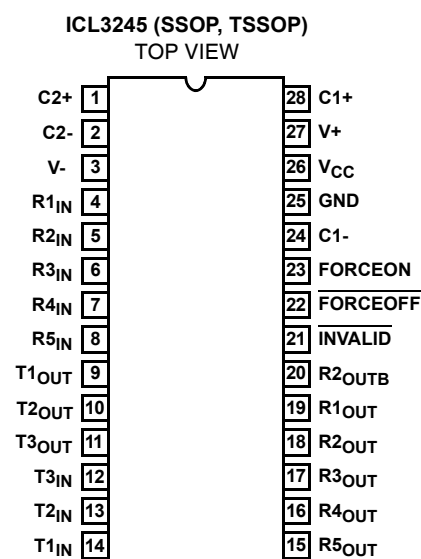 ICL3245 (SSOP, TSSOP)
TOP VIEW
C2+ 1 28 C1+
C2- 2 27 V+
V- 3 26 VCC
R1IN 4 25 GND
R2IN 5 24 C1-
R3IN 6 23 FORCEON
R4IN 7 22 FORCEOFF
R5IN 8 21 INVALID
T1OUT 9 20 R2OUTB
T2OUT 10 19 R1OUT
T3OUT 11 18 R2OUT
T3IN 12 17 R3OUT
T2IN 13 16 R4OUT
T1IN 14 15 R5OUT